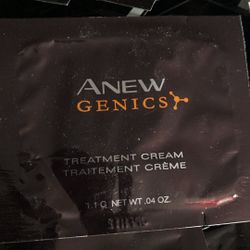 ANEW
GENICS
TREATMENT CREAM
TRAITEMENT CRÈME
1.1 G NET WT .04 OZ.